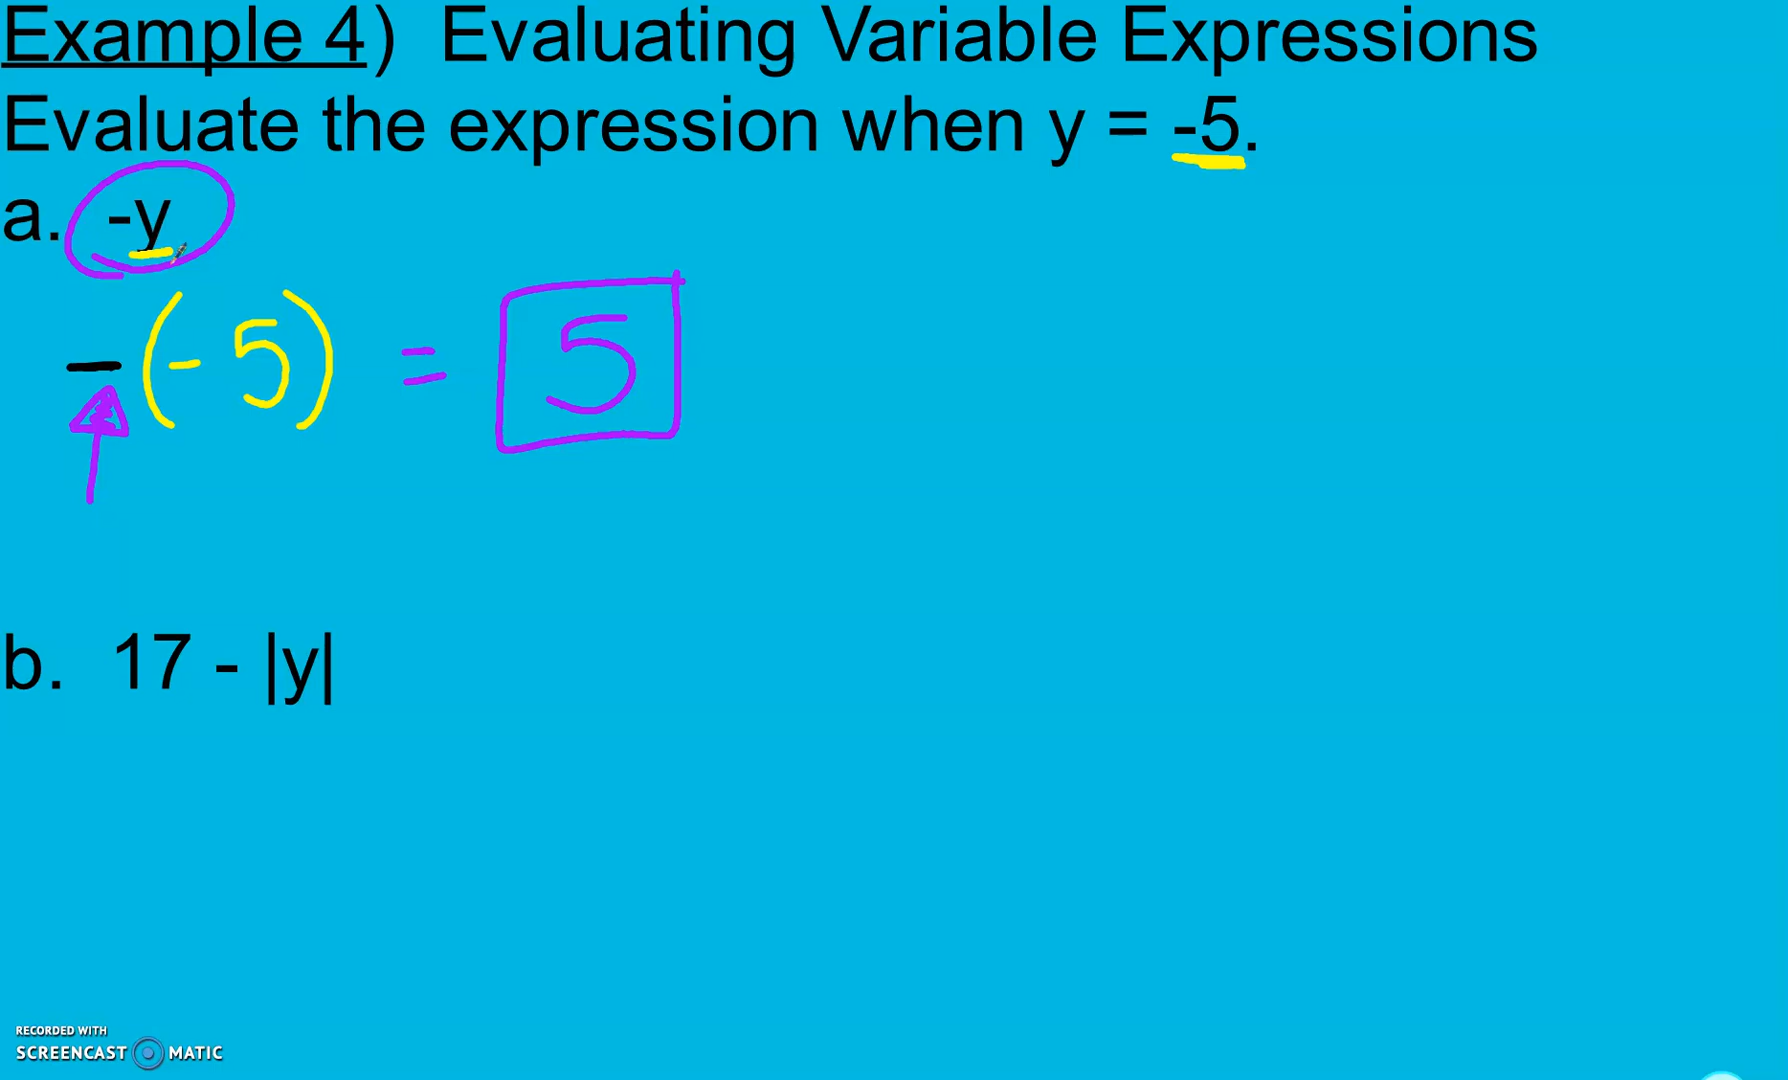 Example 4) Evaluating Variable Expressions
Evaluate the expression when y = -5.
a. -y
-(-5) = 5
b. 17 - |y|
RECORDED WITH
SCREENCAST MATIC